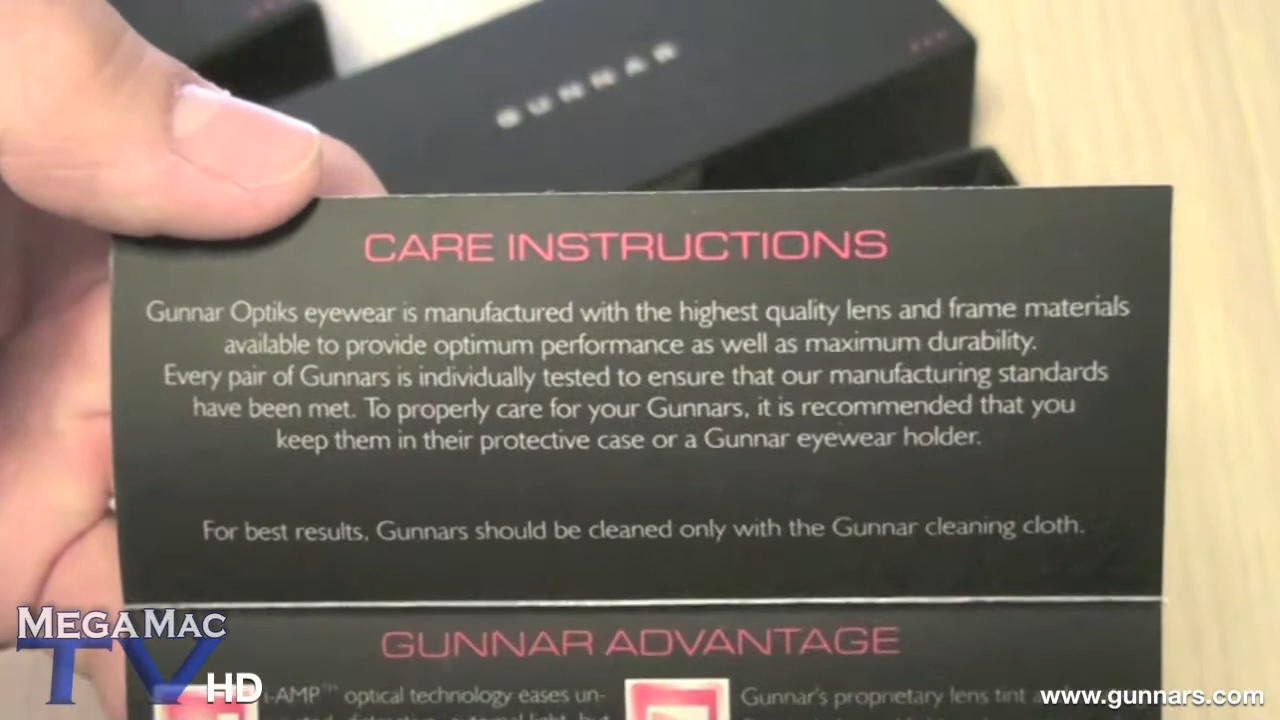 GUNNAR
CARE INSTRUCTIONS
Gunnar Optiks eyewear is manufactured with the highest quality lens and frame materials
available to provide optimum performance as well as maximum durability.
Every pair of Gunnars is individually tested to ensure that our manufacturing standards
have been met. To properly care for your Gunnars, it is recommended that you
keep them in their protective case or a Gunnar eyewear holder.
For best results, Gunnars should be cleaned only with the Gunnar cleaning cloth.
GUNNAR ADVANTAGE
i-AMP™ optical technology eases un-
Gunnar's proprietary lens tint
external light, but
MEGAMAC
TV HD
www.gunnars.com